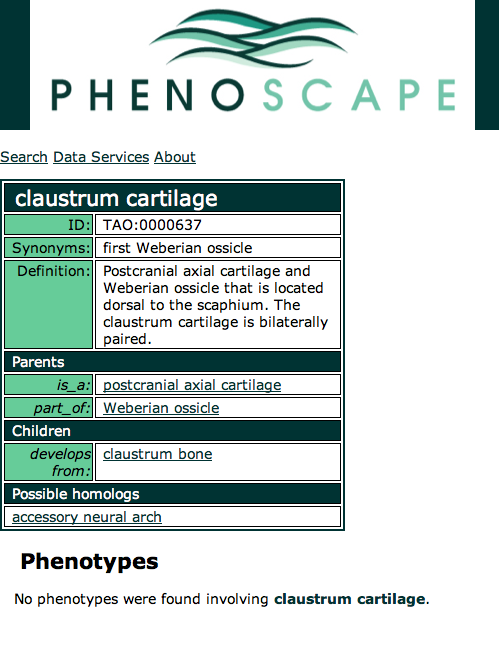 PHENOSCAPE
Search Data Services About
claustrum cartilage
ID: TAO:0000637
Synonyms: first Weberian ossicle
Definition: Postcranial axial cartilage and
Weberian ossicle that is located
dorsal to the scaphium. The
claustrum cartilage is bilaterally
paired.
Parents
is_a: postcranial axial cartilage
part_of: Weberian ossicle
Children
develops claustrum bone
from:
Possible homologs
accessory neural arch
Phenotypes
No phenotypes were found involving claustrum cartilage.